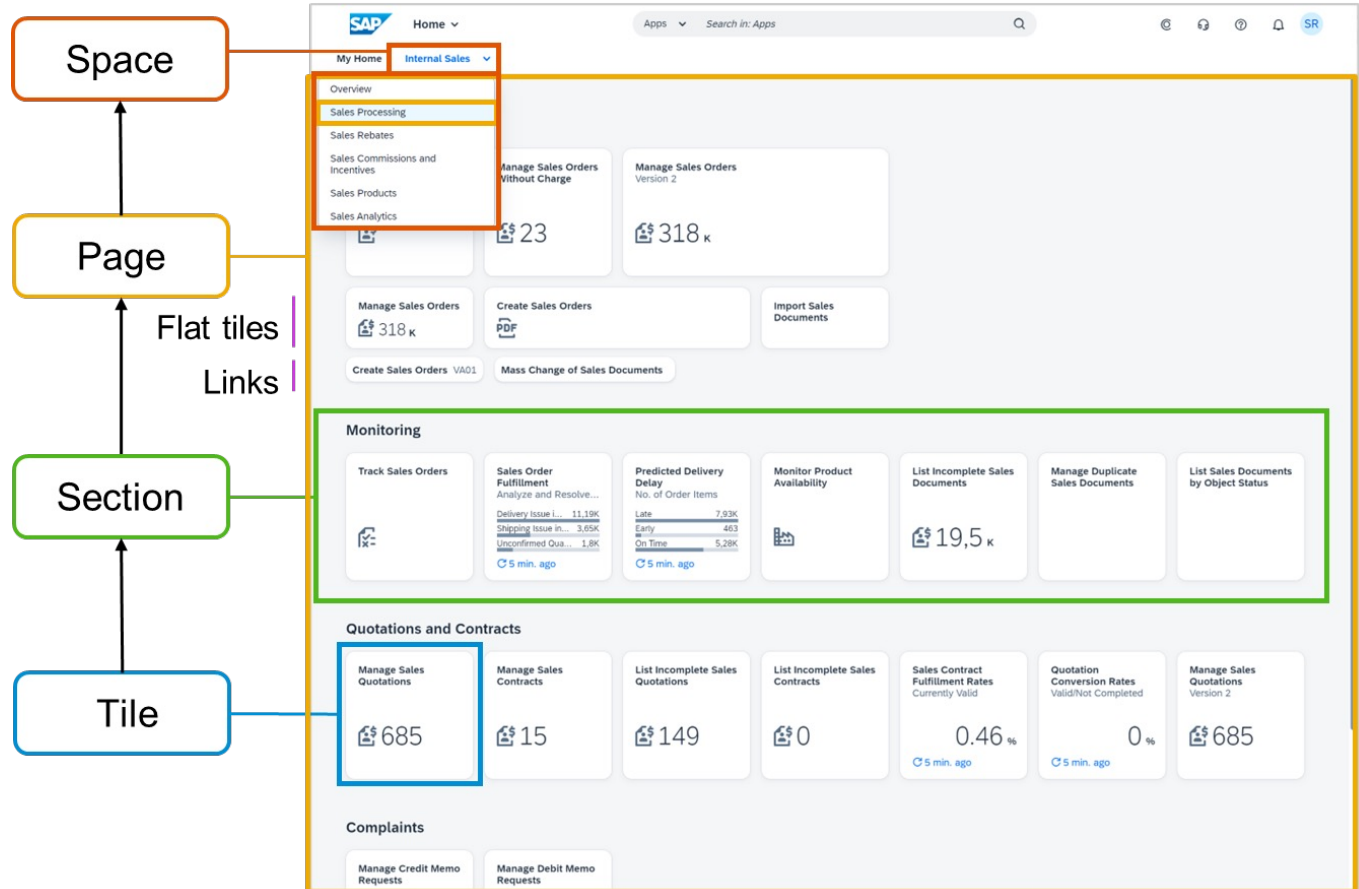 Space
Page
Flat tiles
Links
Section
Tile
SAP
Home
Apps
Search in: Apps
SR
My Home
Internal Sales
Overview
Sales Processing
Sales Rebates
Sales Commissions and
Incentives
Sales Products
Sales Analytics
Manage Sales Orders
Without Charge
23
Manage Sales Orders
Version 2
318 K
Manage Sales Orders
318 K
Create Sales Orders
PDF
Import Sales
Documents
Create Sales Orders VA01
Mass Change of Sales Documents
Monitoring
Track Sales Orders
Sales Order
Fulfillment
Analyze and Resolve...
Delivery Issue i... 11,19K
Shipping Issue in... 3,65K
Unconfirmed Qua... 1,8K
5 min. ago
Predicted Delivery
Delay
No. of Order Items
Late 7,93K
Early 463
On Time 5,28K
5 min. ago
Monitor Product
Availability
List Incomplete Sales
Documents
19,5 K
Manage Duplicate
Sales Documents
List Sales Documents
by Object Status
Quotations and Contracts
Manage Sales
Quotations
685
Manage Sales
Contracts
15
List Incomplete Sales
Quotations
149
List Incomplete Sales
Contracts
0
Sales Contract
Fulfillment Rates
Currently Valid
0.46 %
5 min. ago
Quotation
Conversion Rates
Valid/Not Completed
0 %
5 min. ago
Manage Sales
Quotations
Version 2
685
Complaints
Manage Credit Memo
Requests
Manage Debit Memo
Requests